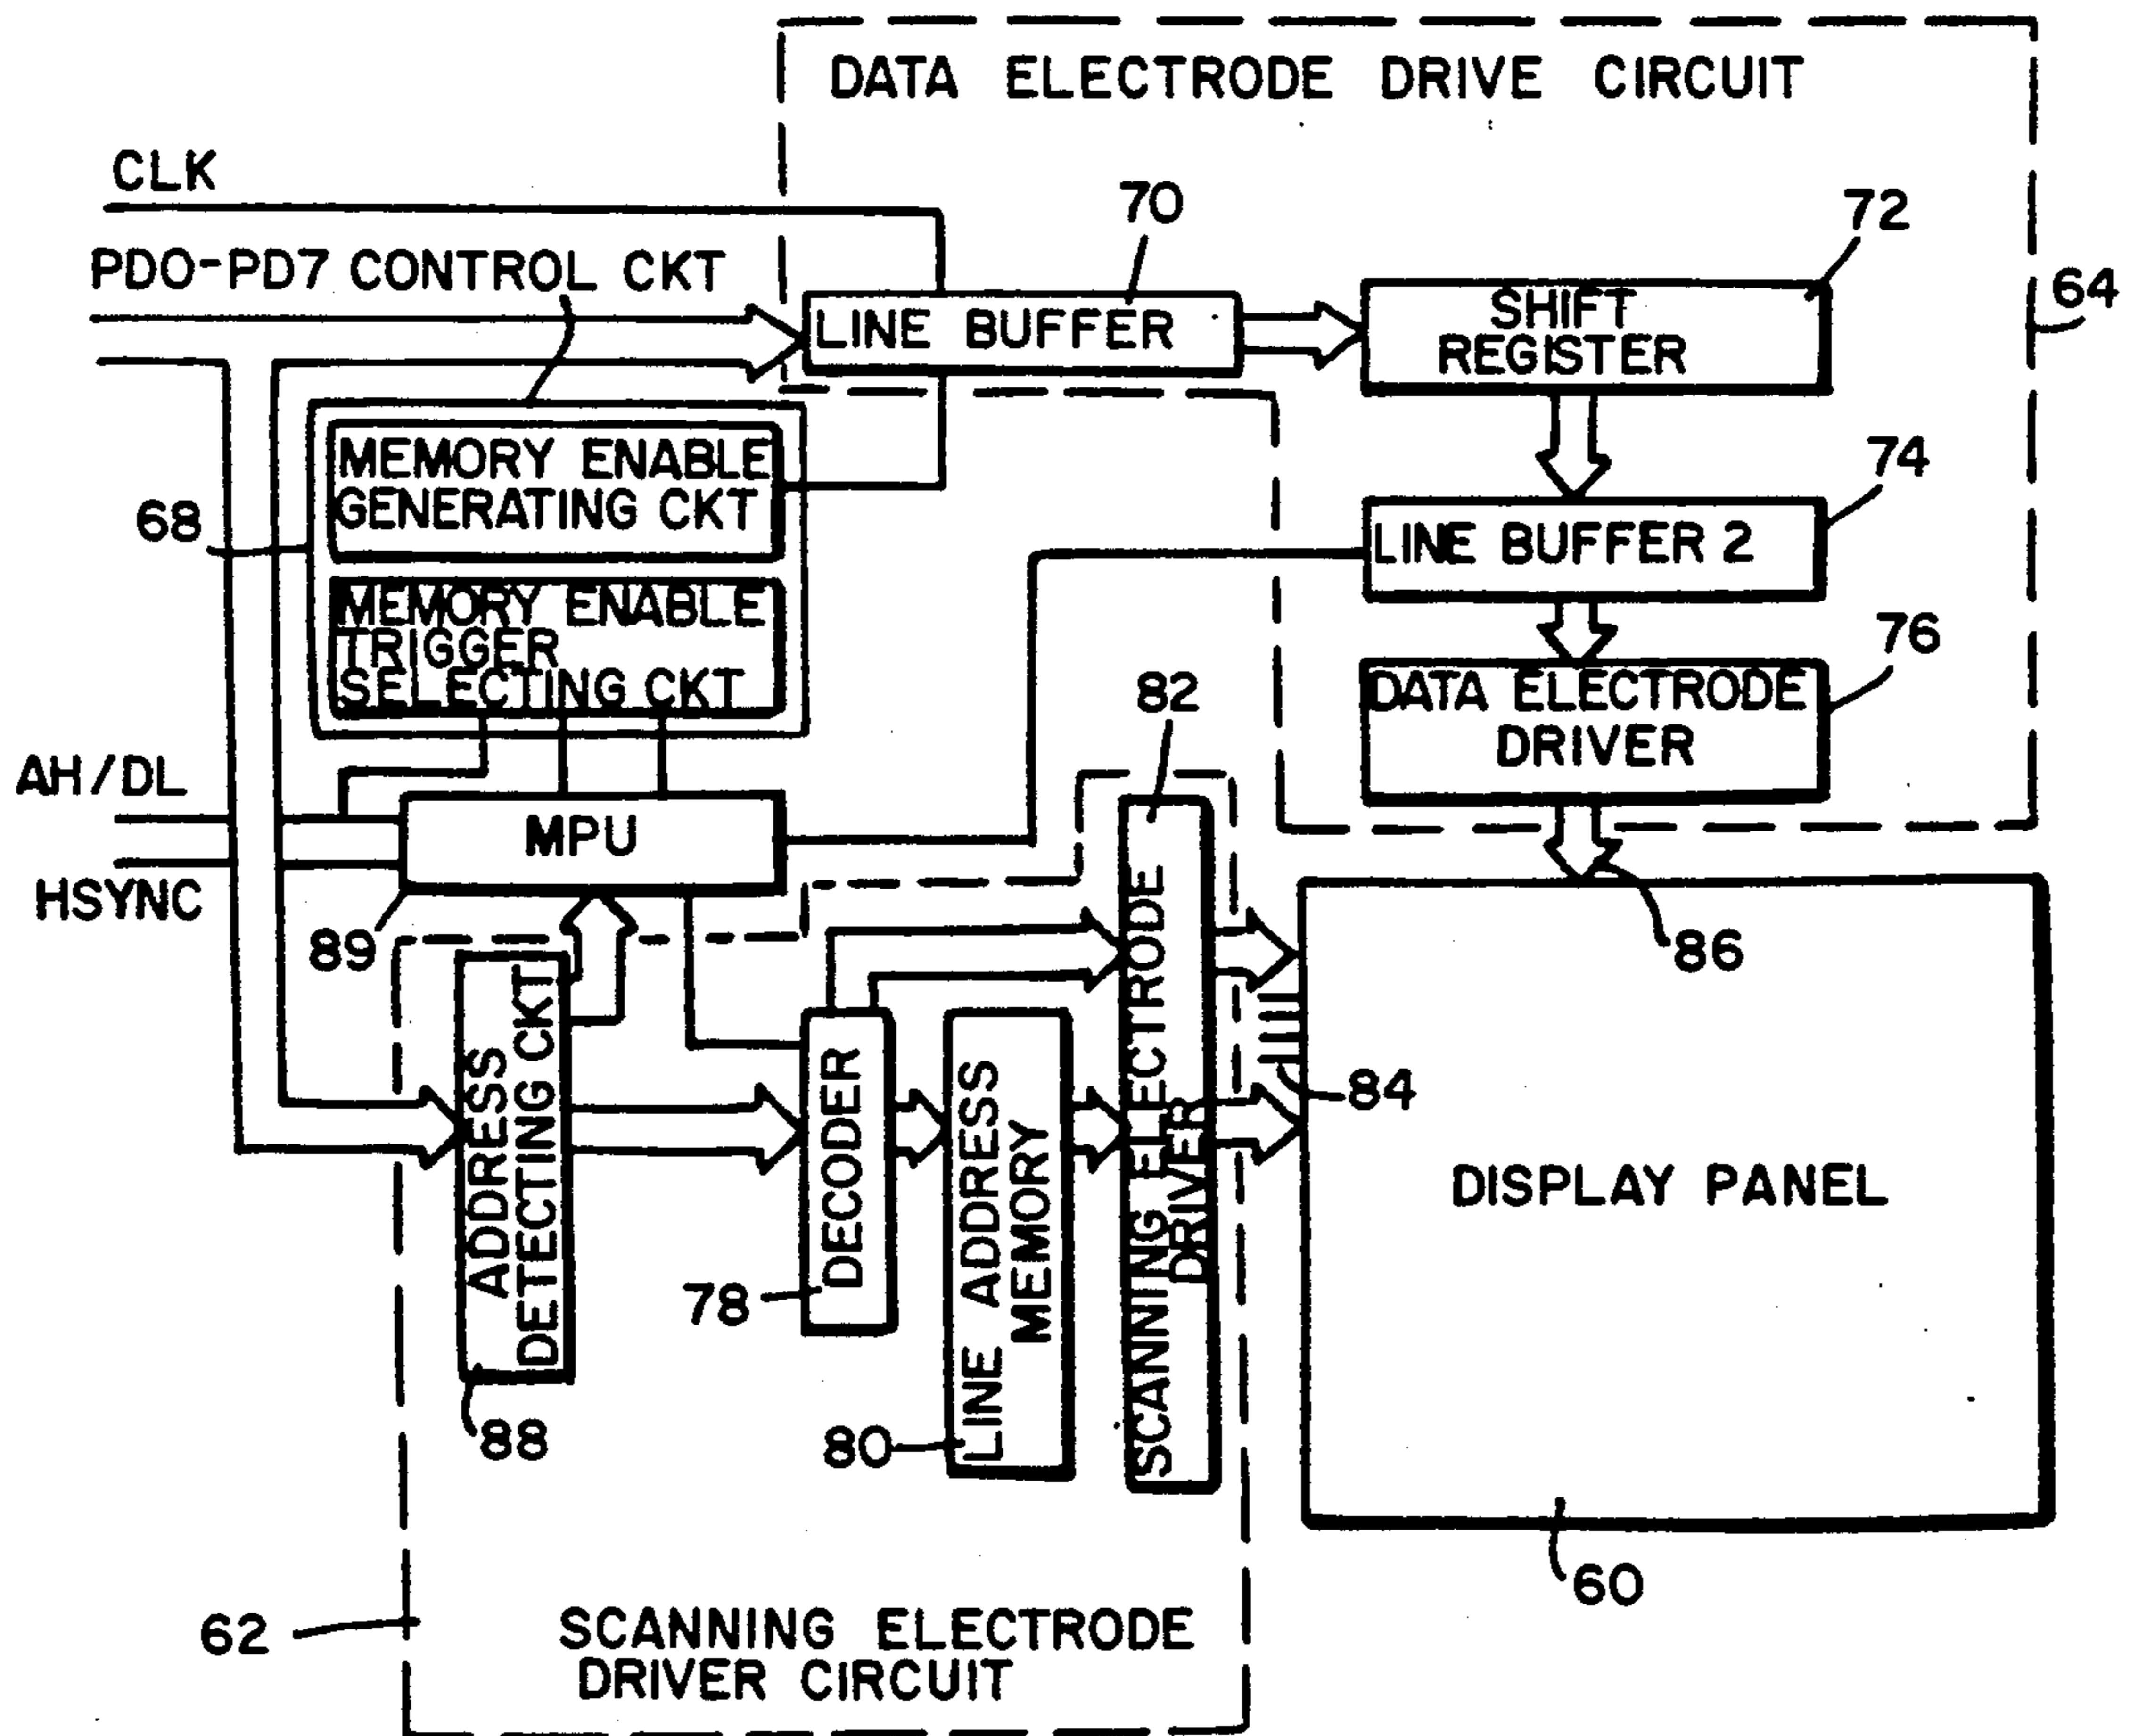 DATA ELECTRODE DRIVE CIRCUIT
CLK
70
72
PD0-PD7 CONTROL CKT
64
LINE BUFFER
SHIFT
REGISTER
MEMORY ENABLE
GENERATING CKT
74
68
LINE BUFFER 2
MEMORY ENABLE
TRIGGER
SELECTING CKT
76
82
DATA ELECTRODE
DRIVER
AH/DL
MPU
HSYNC
89
86
ADDRESS
DETECTING CKT
DECODER
LINE ADDRESS
MEMORY
SCANNING ELECTRODE
DRIVER
84
DISPLAY PANEL
78
88
80
60
62
SCANNING ELECTRODE
DRIVER CIRCUIT